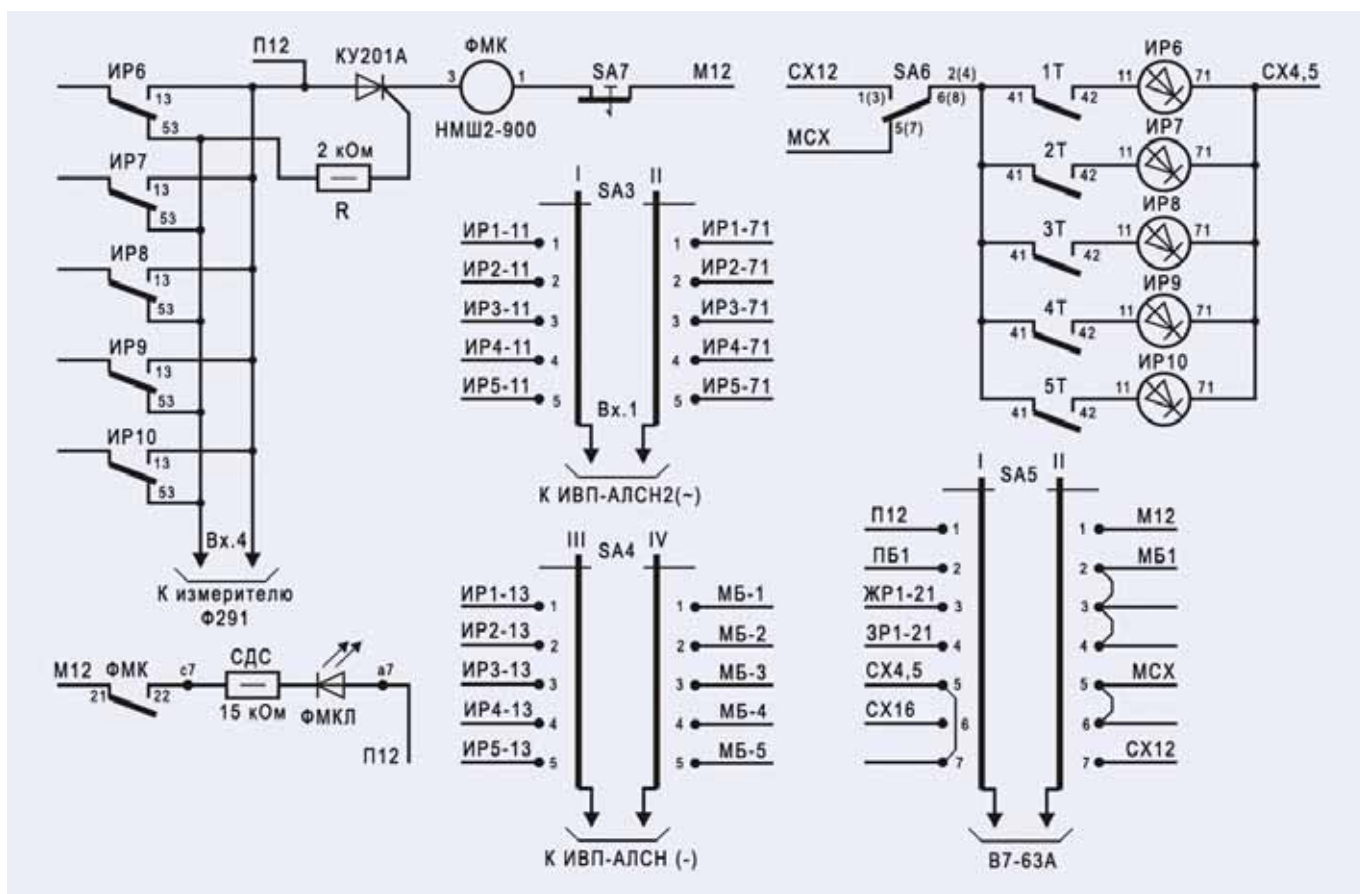 П12
КУ201А
ФМК
3
1
НМШ2-900
SA7
М12
ИР6
13
53
2 кОм
R
ИР7
13
53
ИР8
13
53
ИР9
13
53
ИР10
13
53
Вх.4
К измерителю
Ф291
М12
ФМК
21
22
с7
СДС
15 кОм
ФМКЛ
а7
П12
I
SA3
II
ИР1-11
1
1
ИР1-71
ИР2-11
2
2
ИР2-71
ИР3-11
3
3
ИР3-71
ИР4-11
4
4
ИР4-71
ИР5-11
5
5
ИР5-71
Вх.1
К ИВП-АЛСН2(~)
III
SA4
IV
ИР1-13
1
1
МБ-1
ИР2-13
2
2
МБ-2
ИР3-13
3
3
МБ-3
ИР4-13
4
4
МБ-4
ИР5-13
5
5
МБ-5
К ИВП-АЛСН (-)
СХ12
SA6
2(4)
1(3)
6(8)
5(7)
МСХ
1Т
41
42
11
ИР6
71
СХ4,5
2Т
41
42
11
ИР7
71
3Т
41
42
11
ИР8
71
4Т
41
42
11
ИР9
71
5Т
41
42
11
ИР10
71
I
SA5
II
П12
1
1
М12
ПБ1
2
2
МБ1
ЖР1-21
3
3
ЗР1-21
4
4
СХ4,5
5
5
МСХ
СХ16
6
6
7
7
СХ12
В7-63А